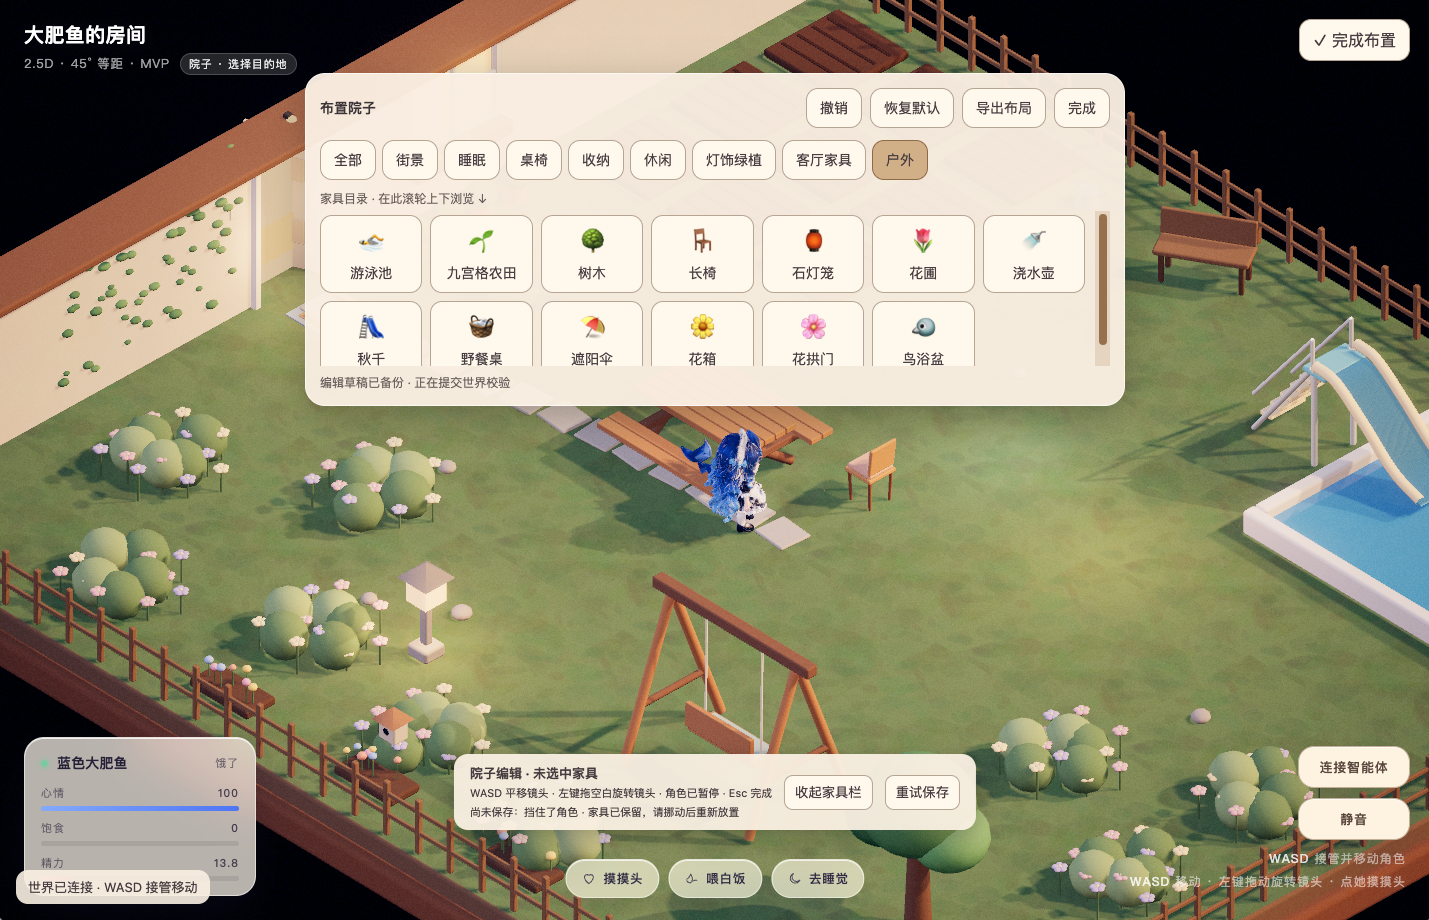 大肥鱼的房间
2.5D · 45° 等距 · MVP
院子 · 选择目的地
✓ 完成布置
布置院子
撤销
恢复默认
导出布局
完成
全部
街景
睡眠
桌椅
收纳
休闲
灯饰绿植
客厅家具
户外
家具目录 · 在此滚轮上下浏览 ↓
游泳池
九宫格农田
树木
长椅
石灯笼
花圃
浇水壶
秋千
野餐桌
遮阳伞
花箱
花拱门
鸟浴盆
编辑草稿已备份 · 正在提交世界校验
院子编辑 · 未选中家具
WASD 平移镜头 · 左键拖空白旋转镜头 · 角色已暂停 · Esc 完成
尚未保存：挡住了角色 · 家具已保留，请挪动后重新放置
收起家具栏
重试保存
蓝色大肥鱼
饿了
心情
100
饱食
0
精力
13.8
世界已连接 · WASD 接管移动
摸摸头
喂白饭
去睡觉
连接智能体
静音
WASD 接管并移动角色
WASD 移动 · 左键拖动旋转镜头 · 点她摸摸头